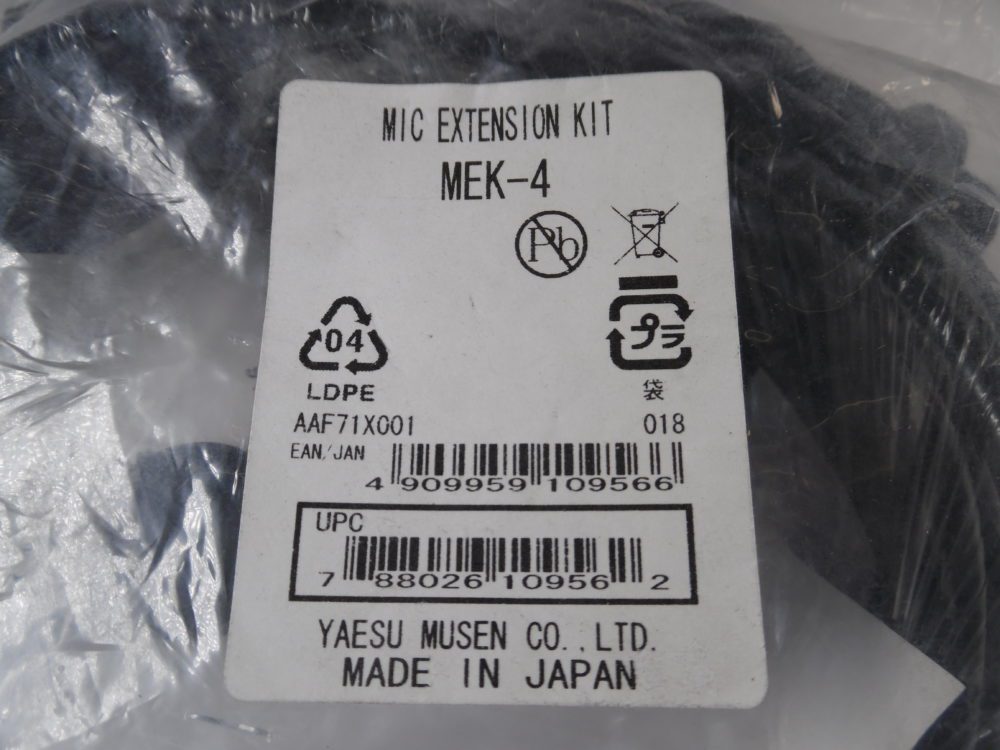 MIC EXTENSION KIT
MEK-4
Pb
04
プラ
LDPE
袋
AAF71X001 018
EAN/JAN
4 909959 109566
UPC
7 88026 10956 2
YAESU MUSEN CO.,LTD.
MADE IN JAPAN